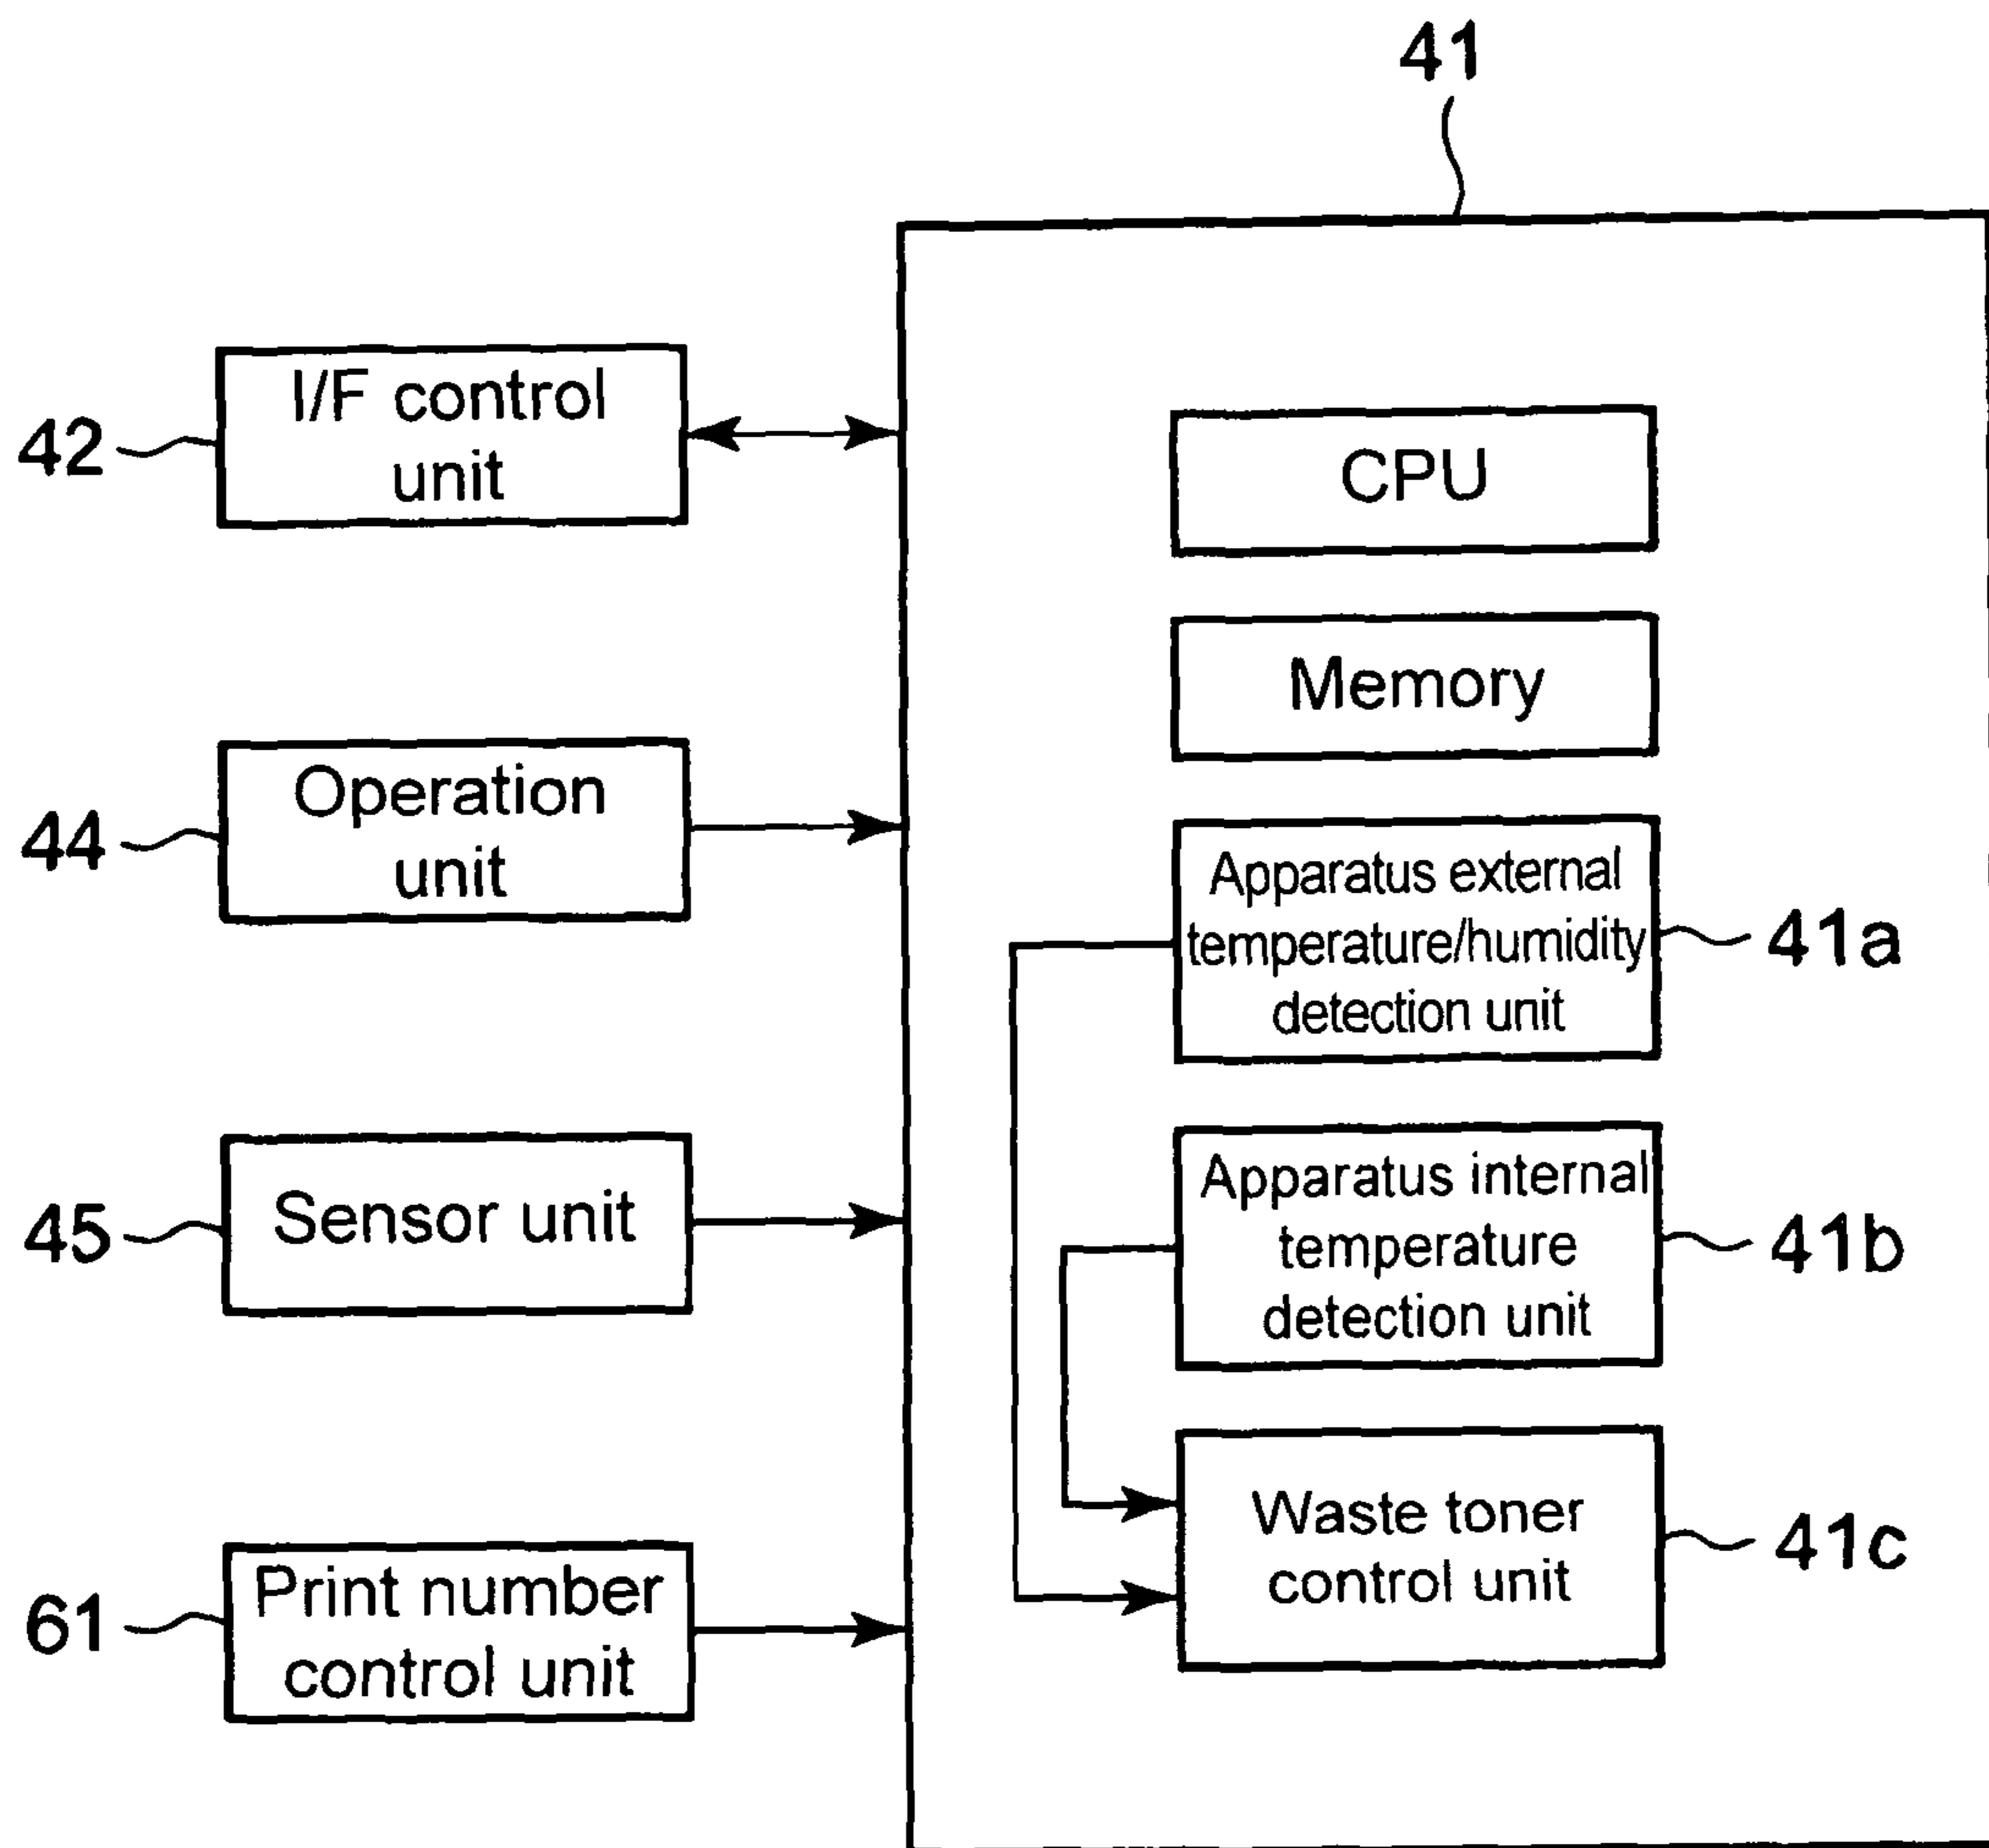 41
42
I/F control
unit
44
Operation
unit
45
Sensor unit
61
Print number
control unit
CPU
Memory
Apparatus external
temperature/humidity
detection unit
41a
Apparatus internal
temperature
detection unit
41b
Waste toner
control unit
41c